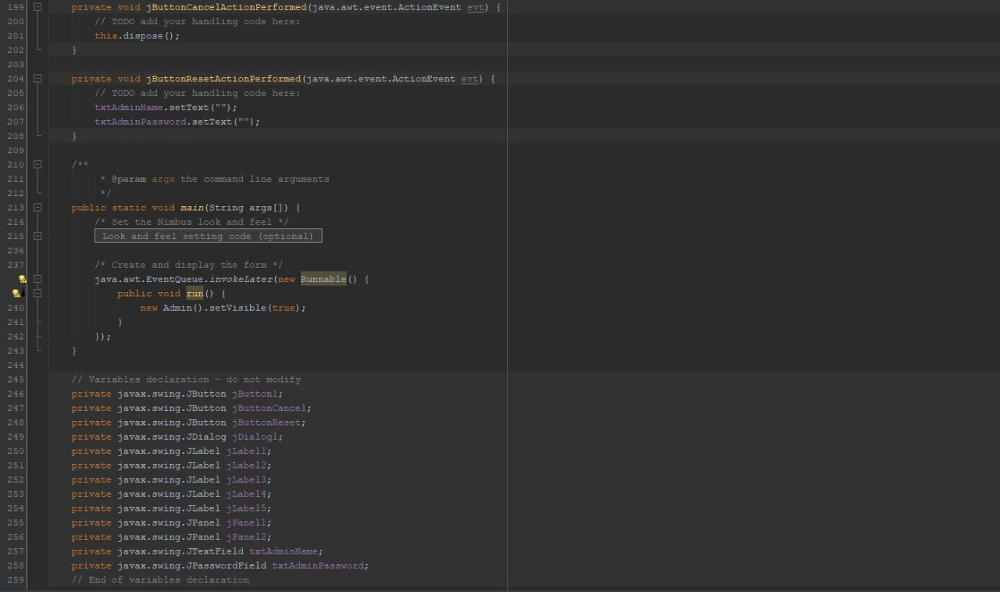 199 private void jButtonCancelActionPerformed(java.awt.event.ActionEvent evt) {
200 // TODO add your handling code here:
201 this.dispose();
202 }
203
204 private void jButtonResetActionPerformed(java.awt.event.ActionEvent evt) {
205 // TODO add your handling code here:
206 txtAdminName.setText("");
207 txtAdminPassword.setText("");
208 }
209
210 /**
211 * @param args the command line arguments
212 */
213 public static void main(String args[]) {
214 /* Set the Nimbus look and feel */
215 Look and feel setting code (optional)
236
237 /* Create and display the form */
java.awt.EventQueue.invokeLater(new Runnable() {
public void run() {
240 new Admin().setVisible(true);
241 }
242 });
243 }
244
245 // Variables declaration - do not modify
246 private javax.swing.JButton jButton1;
247 private javax.swing.JButton jButtonCancel;
248 private javax.swing.JButton jButtonReset;
249 private javax.swing.JDialog jDialog1;
250 private javax.swing.JLabel jLabel1;
251 private javax.swing.JLabel jLabel2;
252 private javax.swing.JLabel jLabel3;
253 private javax.swing.JLabel jLabel4;
254 private javax.swing.JLabel jLabel5;
255 private javax.swing.JPanel jPanel1;
256 private javax.swing.JPanel jPanel2;
257 private javax.swing.JTextField txtAdminName;
258 private javax.swing.JPasswordField txtAdminPassword;
259 // End of variables declaration